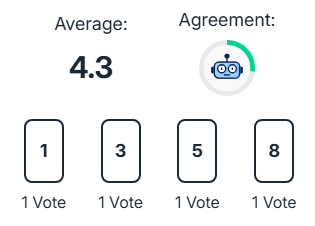 Average:
Agreement:
4.3
1 3 5 8
1 Vote 1 Vote 1 Vote 1 Vote